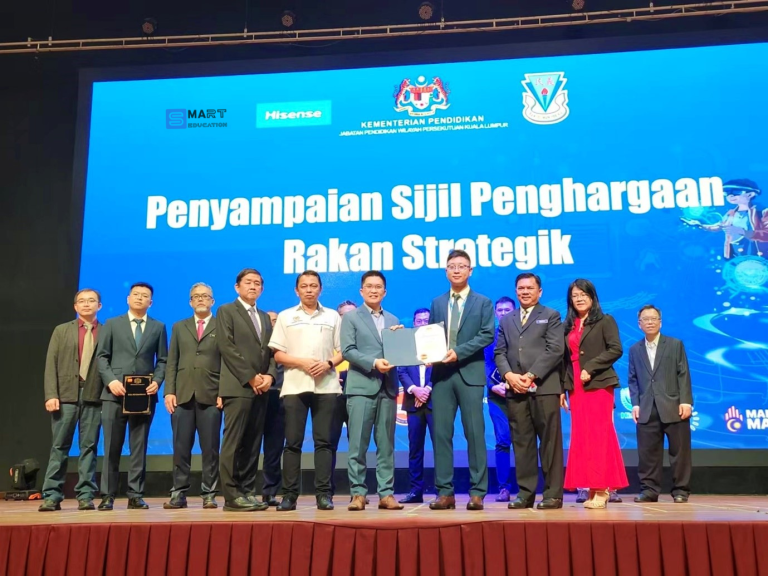 SMART
EDUCATION
Hisense
KEMENTERIAN PENDIDIKAN
JABATAN PENDIDIKAN WILAYAH PERSEKUTUAN KUALA LUMPUR
Penyampaian Sijil Penghargaan
Rakan Strategik